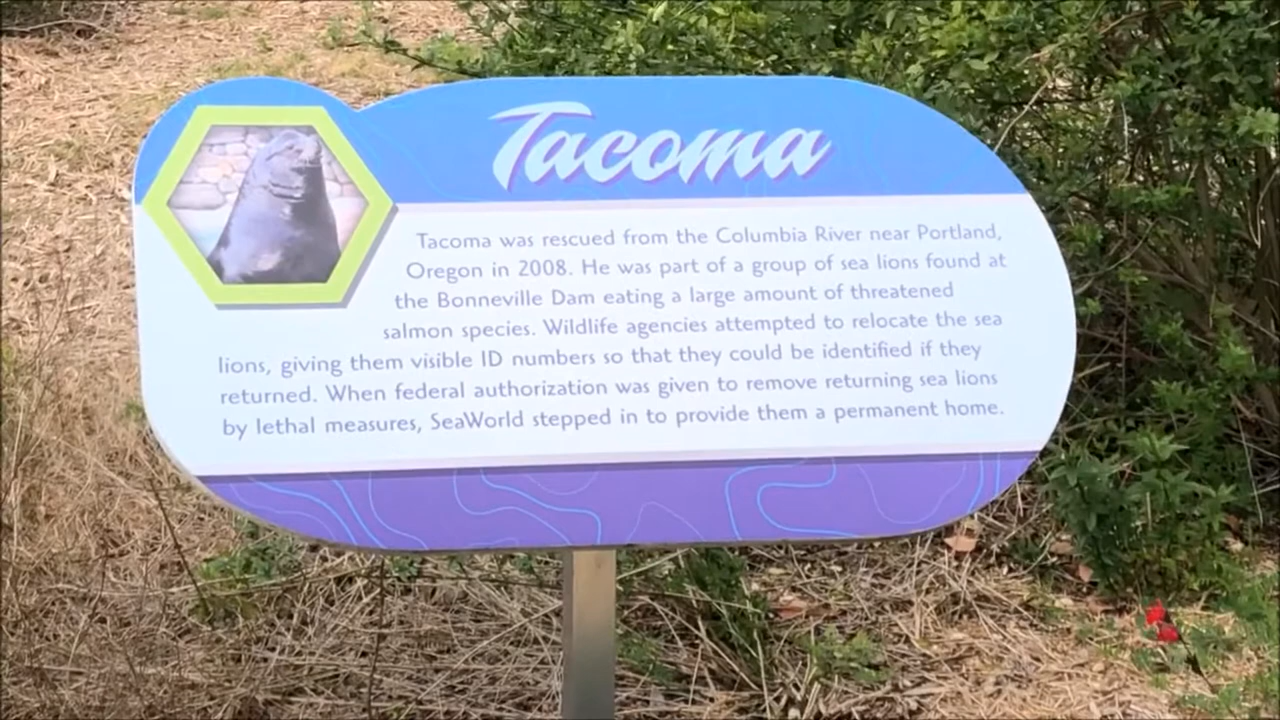 Tacoma
Tacoma was rescued from the Columbia River near Portland,
Oregon in 2008. He was part of a group of sea lions found at
the Bonneville Dam eating a large amount of threatened
salmon species. Wildlife agencies attempted to relocate the sea
lions, giving them visible ID numbers so that they could be identified if they
returned. When federal authorization was given to remove returning sea lions
by lethal measures, SeaWorld stepped in to provide them a permanent home.